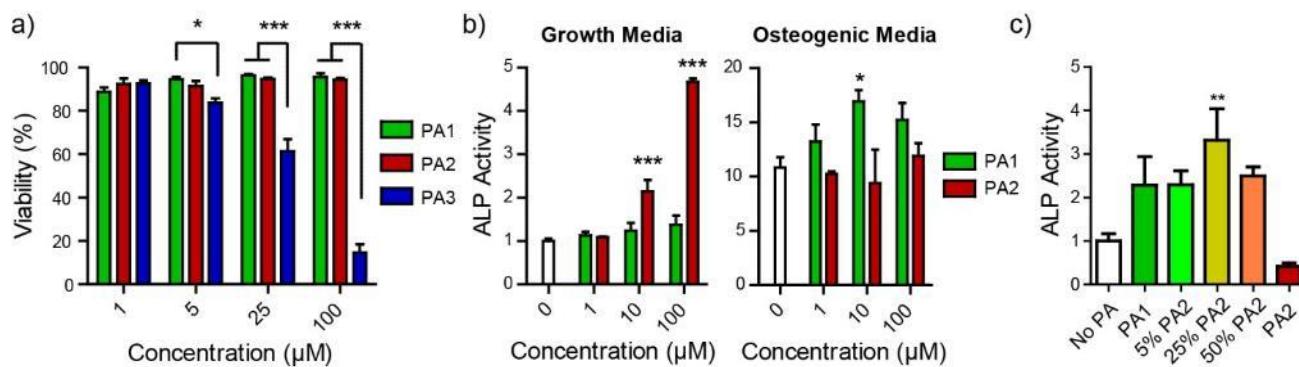 a)
* *** ***
100
80
60
40
20
0
Viability (%)
1 5 25 100
Concentration (µM)
PA1
PA2
PA3
b)
Growth Media
5
4
3
2
1
0
ALP Activity
*** ***
0 1 10 100
Osteogenic Media
20
15
10
5
0
ALP Activity
*
0 1 10 100
Concentration (µM)
PA1
PA2
c)
5
4
3
2
1
0
ALP Activity
**
No PA
PA1
5% PA2
25% PA2
50% PA2
PA2